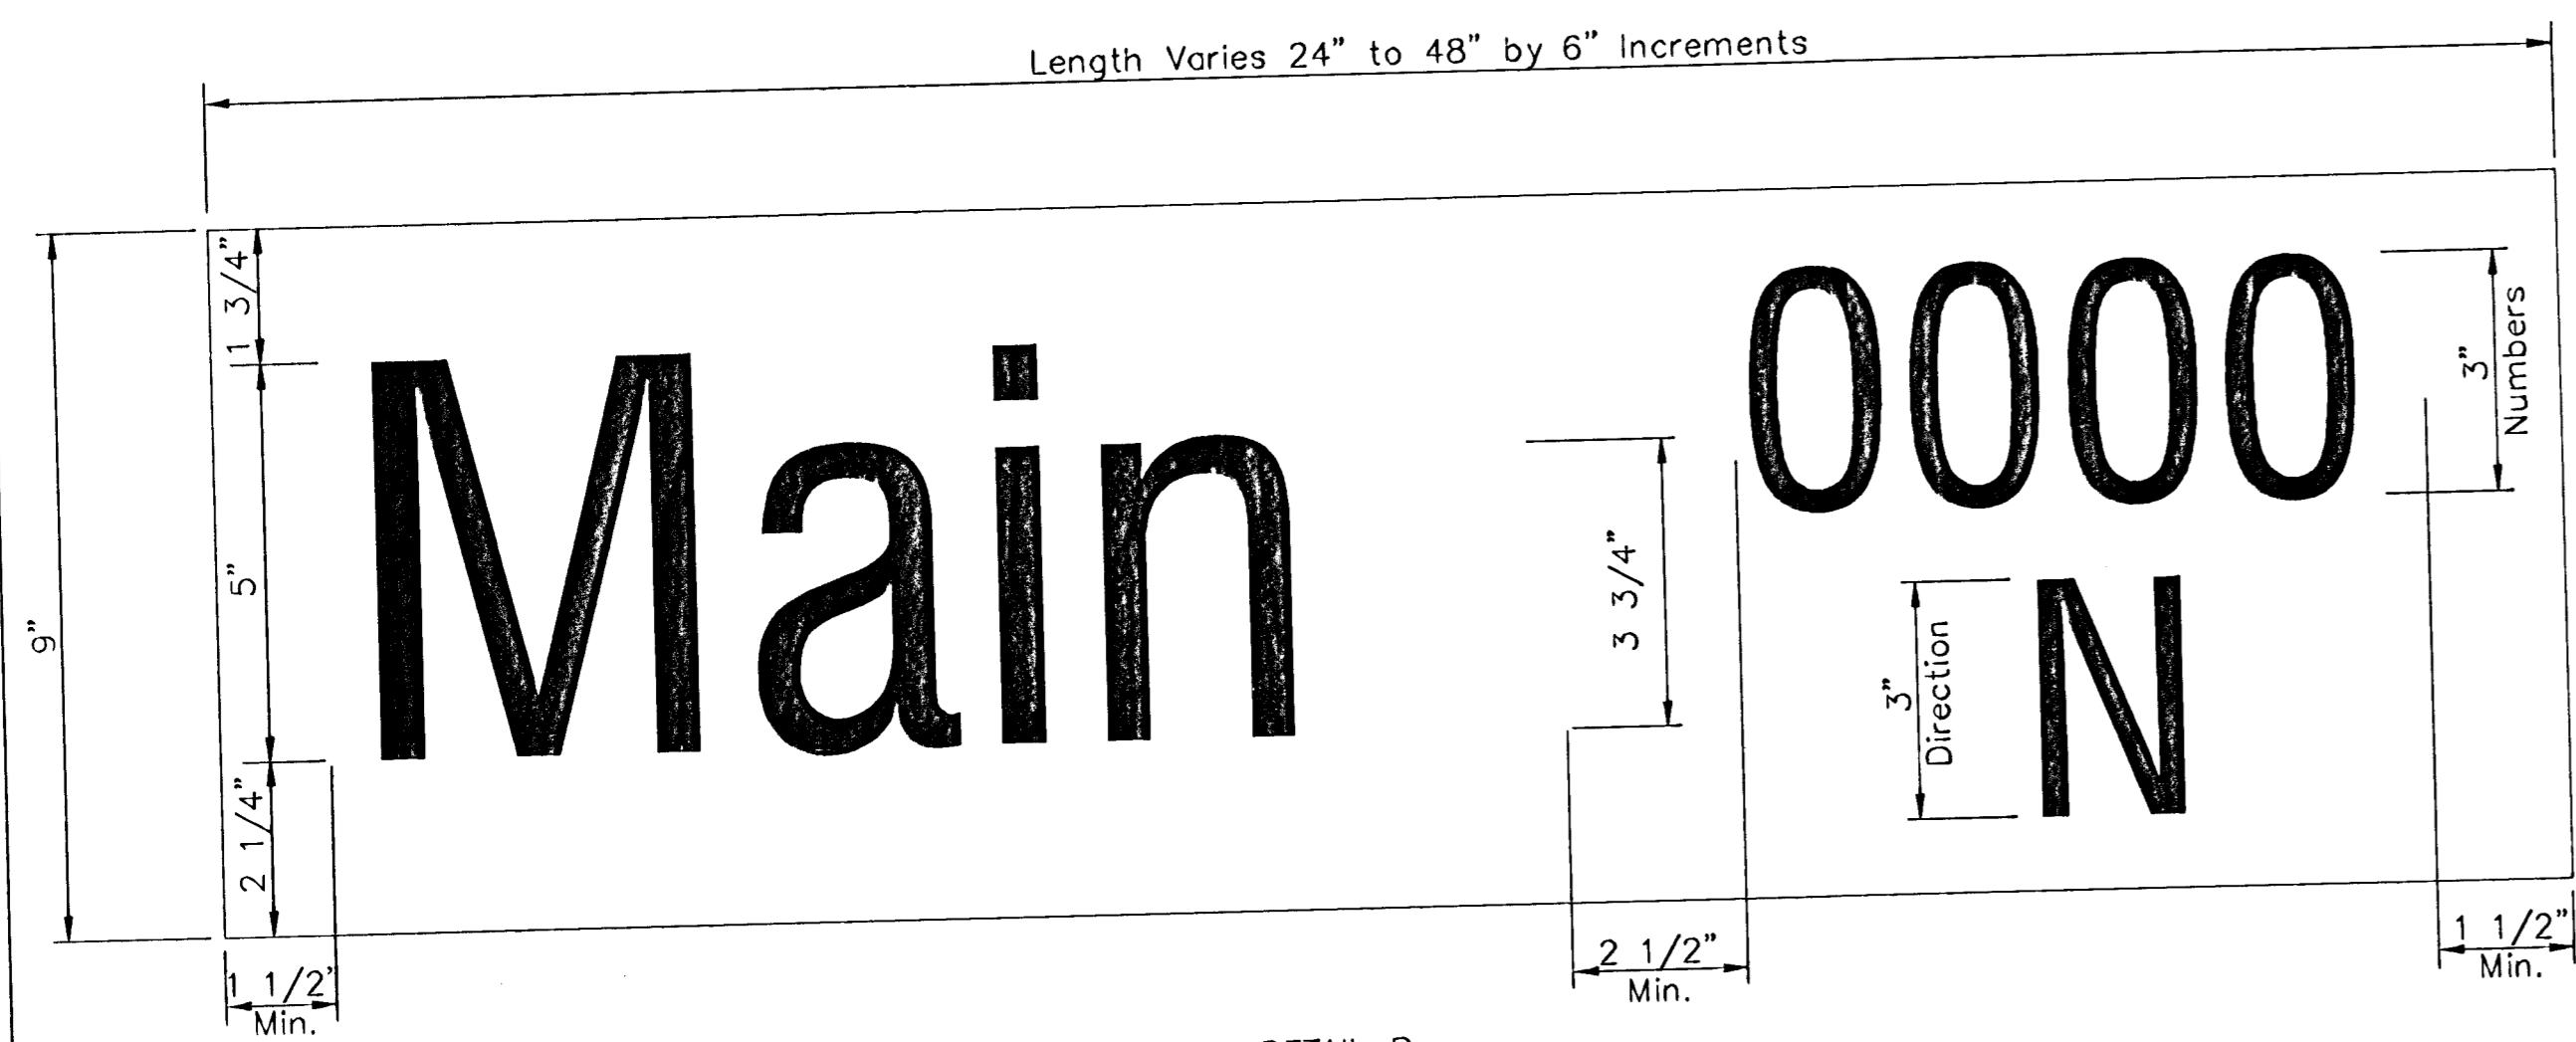 Length Varies 24” to 48” by 6” Increments
1 3/4”
5”
2 1/4”
9”
Main
3 3/4”
0000
3”
Numbers
N
3”
Direction
1 1/2”
Min.
2 1/2”
Min.
1 1/2”
Min.